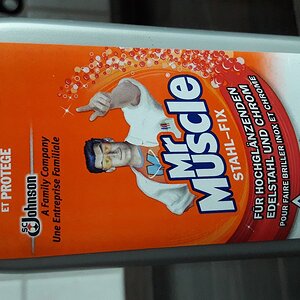 ET PROTÈGE
SC
Johnson
A Family Company
Une Entreprise Familiale
Mr
Muscle
STAHL-FIX
FÜR HOCHGLÄNZENDEN
EDELSTAHL UND CHROM
POUR FAIRE BRILLER INOX ET CHROME